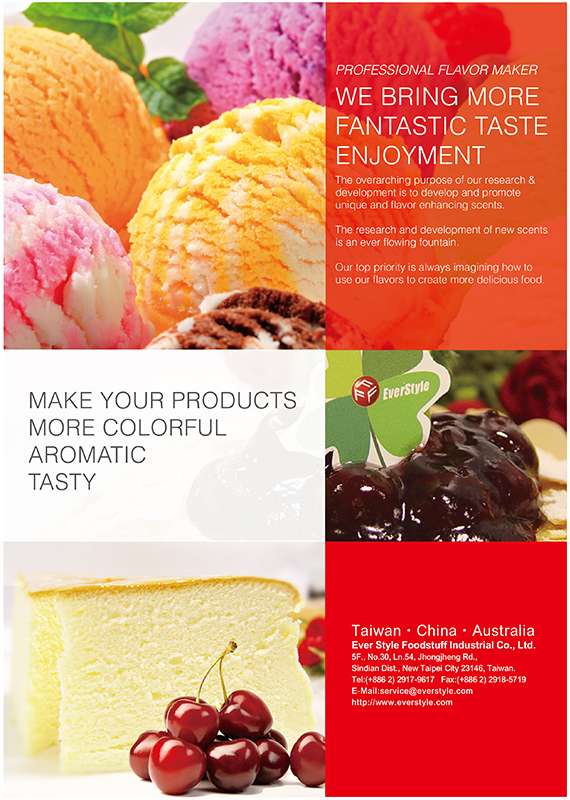 PROFESSIONAL FLAVOR MAKER
WE BRING MORE
FANTASTIC TASTE
ENJOYMENT
The overarching purpose of our research &
development is to develop and promote
unique and flavor enhancing scents.
The research and development of new scents
is an ever flowing fountain.
Our top priority is always imagining how to
use our flavors to create more delicious food.
MAKE YOUR PRODUCTS
MORE COLORFUL
AROMATIC
TASTY
EverStyle
Taiwan・China・Australia
Ever Style Foodstuff Industrial Co., Ltd.
5F., No.30, Ln.54, Jhongjheng Rd.,
Sindian Dist., New Taipei City 23146, Taiwan.
Tel:(+886 2) 2917-9617 Fax:(+886 2) 2918-5719
E-Mail:service@everstyle.com
http://www.everstyle.com